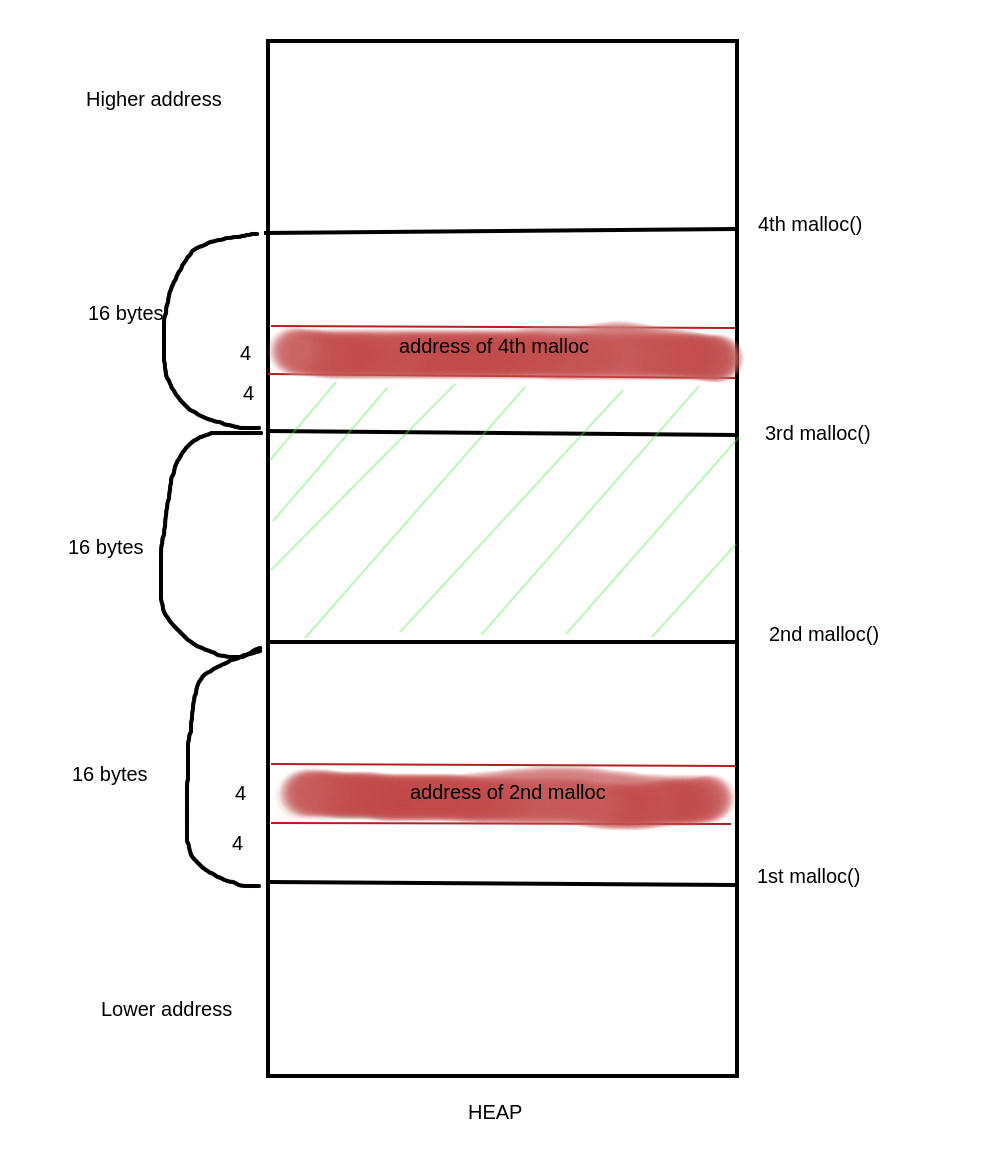 Higher address
4th malloc()
16 bytes
address of 4th malloc
4
4
3rd malloc()
16 bytes
2nd malloc()
16 bytes
address of 2nd malloc
4
4
1st malloc()
Lower address
HEAP